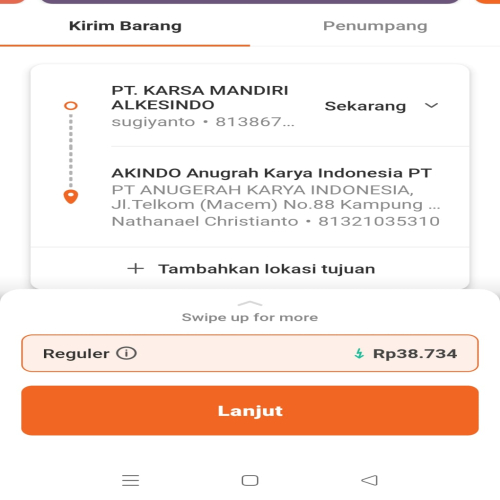 Kirim Barang
Penumpang
PT. KARSA MANDIRI
ALKESINDO
Sekarang
sugiyanto • 813867...
AKINDO Anugrah Karya Indonesia PT
PT ANUGERAH KARYA INDONESIA,
Jl.Telkom (Macem) No.88 Kampung ...
Nathanael Christianto • 81321035310
+ Tambahkan lokasi tujuan
Swipe up for more
Reguler
Rp38.734
Lanjut